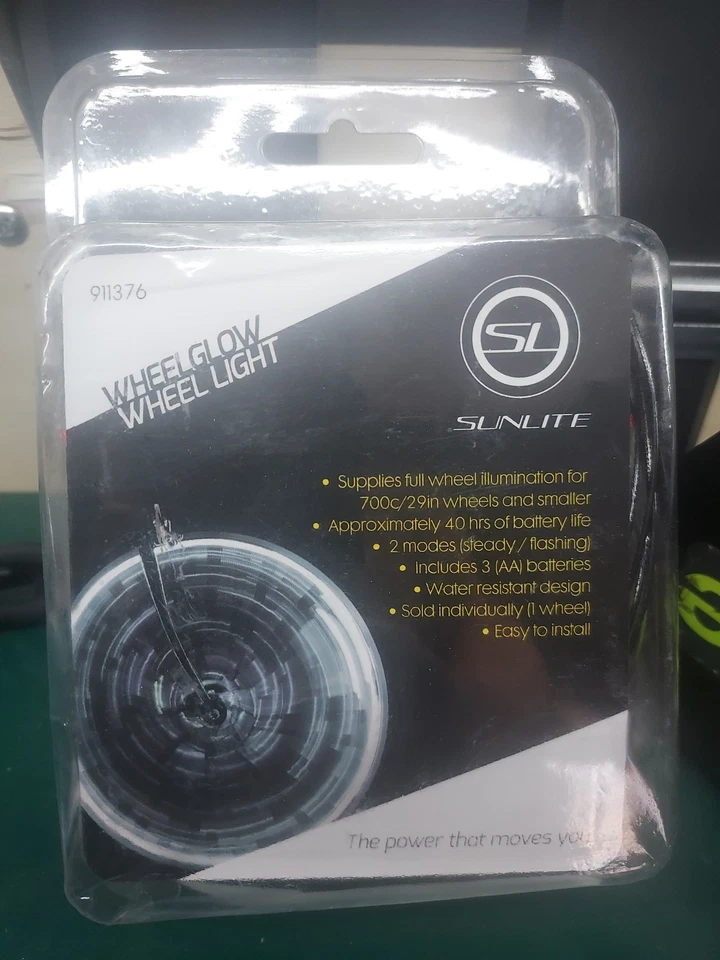 911376
WHEELGLOW
WHEEL LIGHT
SL
SUNLITE
• Supplies full wheel illumination for
700c/29in wheels and smaller
• Approximately 40 hrs of battery life
• 2 modes (steady / flashing)
• Includes 3 (AA) batteries
• Water resistant design
• Sold individually (1 wheel)
• Easy to install
The power that moves you